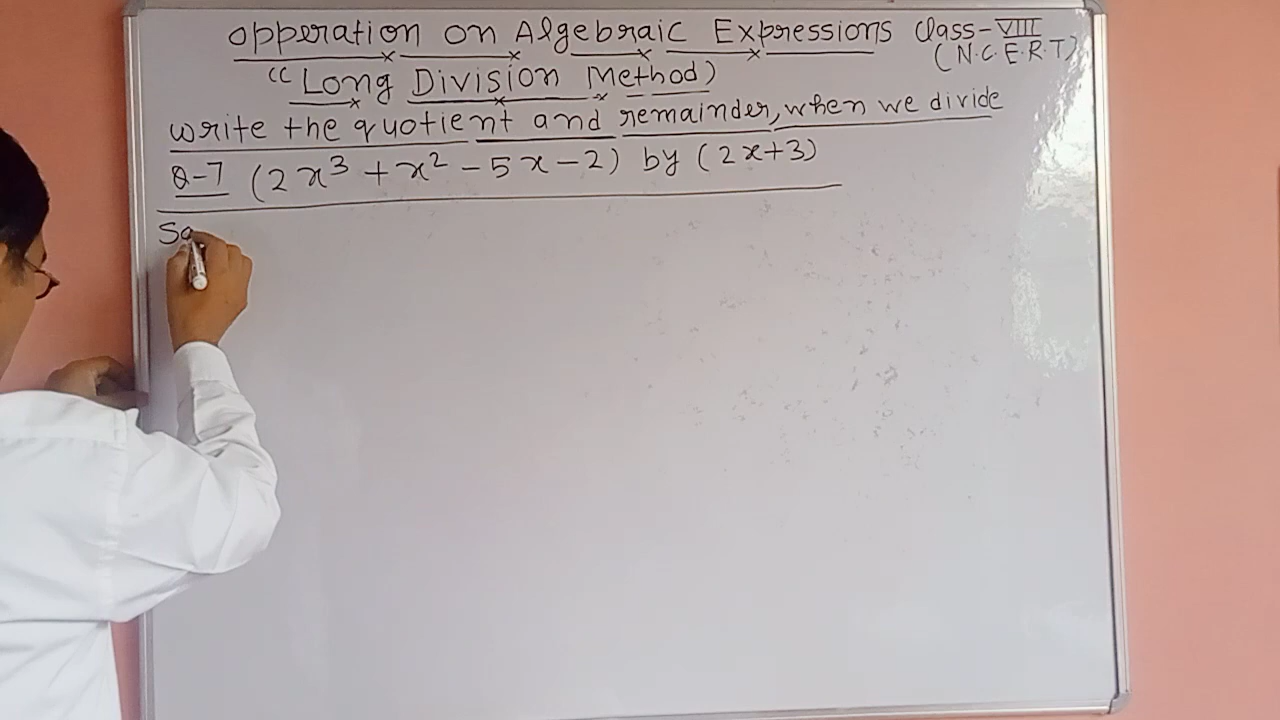 Opperation on Algebraic Expressions Class-VIII
(N.C.E.R.T)
(Long Division Method)
write the quotient and remainder, when we divide
Q-7 (2x³ + x² - 5x - 2) by (2x+3)
So